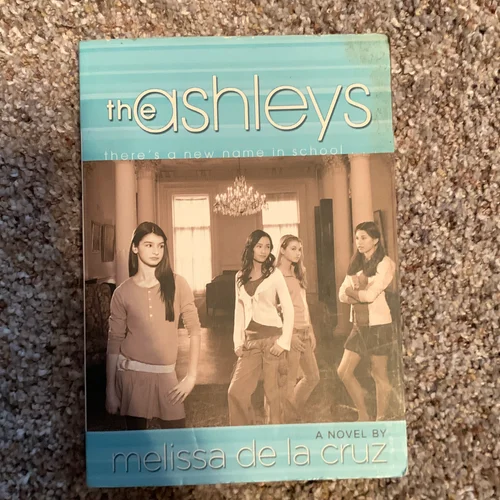 the ashleys
there's a new name in school...
A NOVEL BY
melissa de la cruz